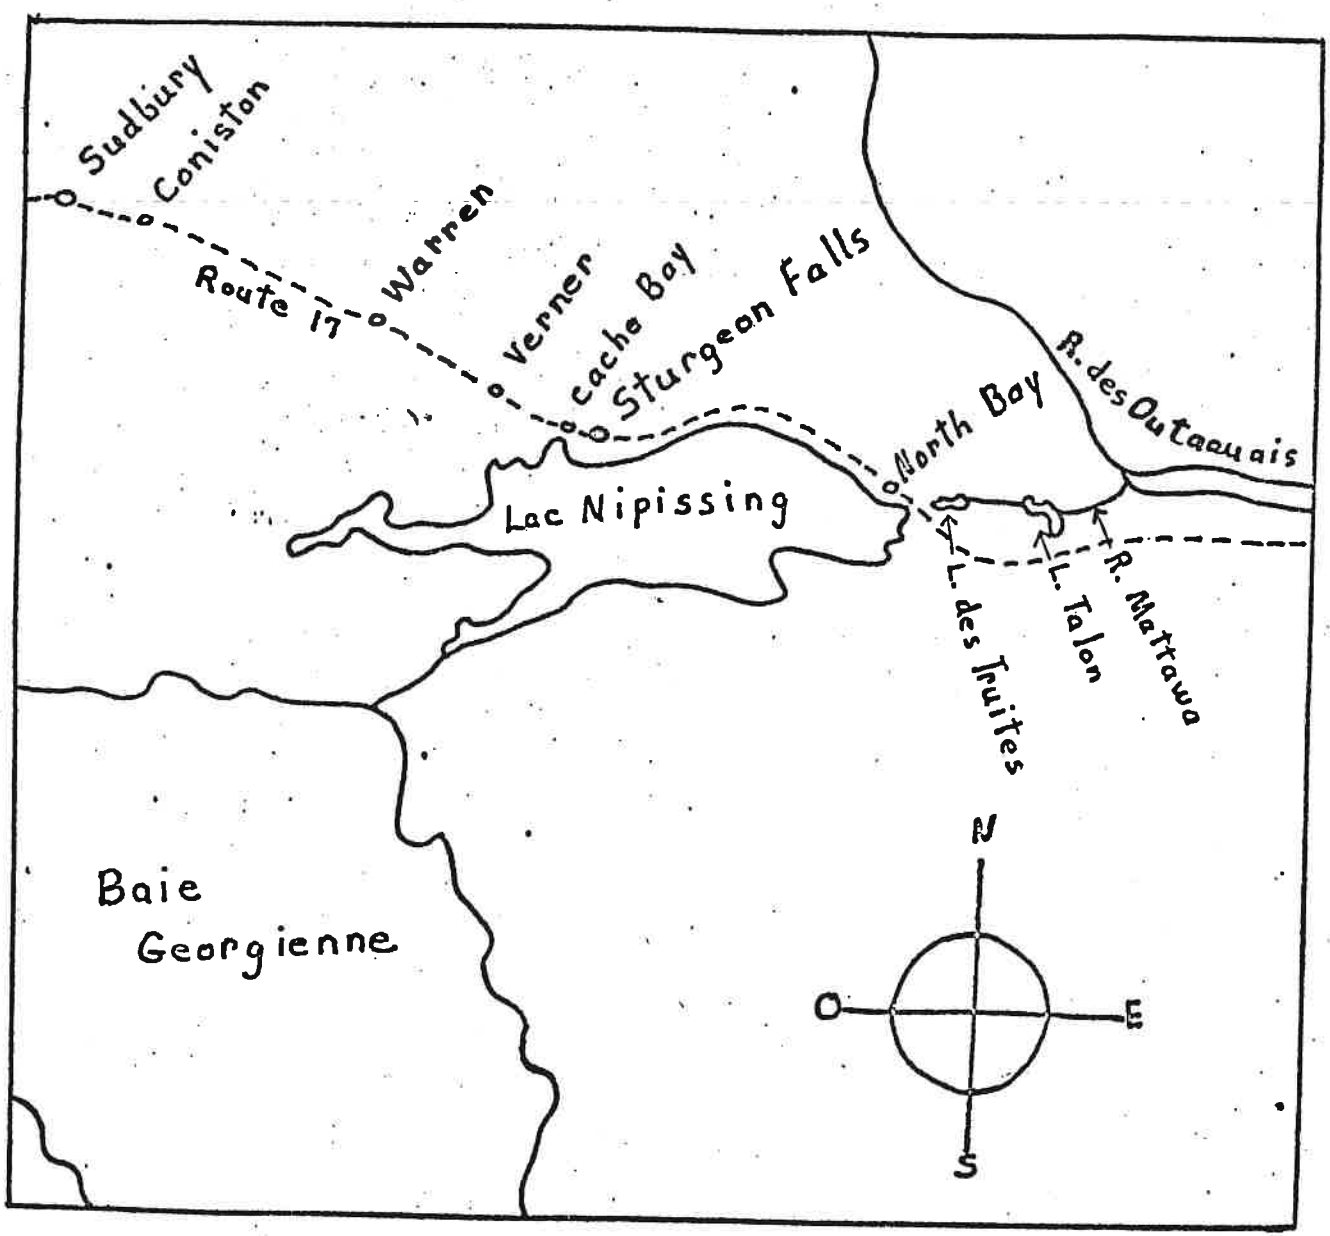 Sudbury
Coniston
Warren
Route 17
Verner
cache Bay
Sturgeon Falls
North Bay
R. des Outaouais
Lac Nipissing
L. des Truites
L. Talon
R. Mattawa
Baie
Georgienne
N
O
E
S